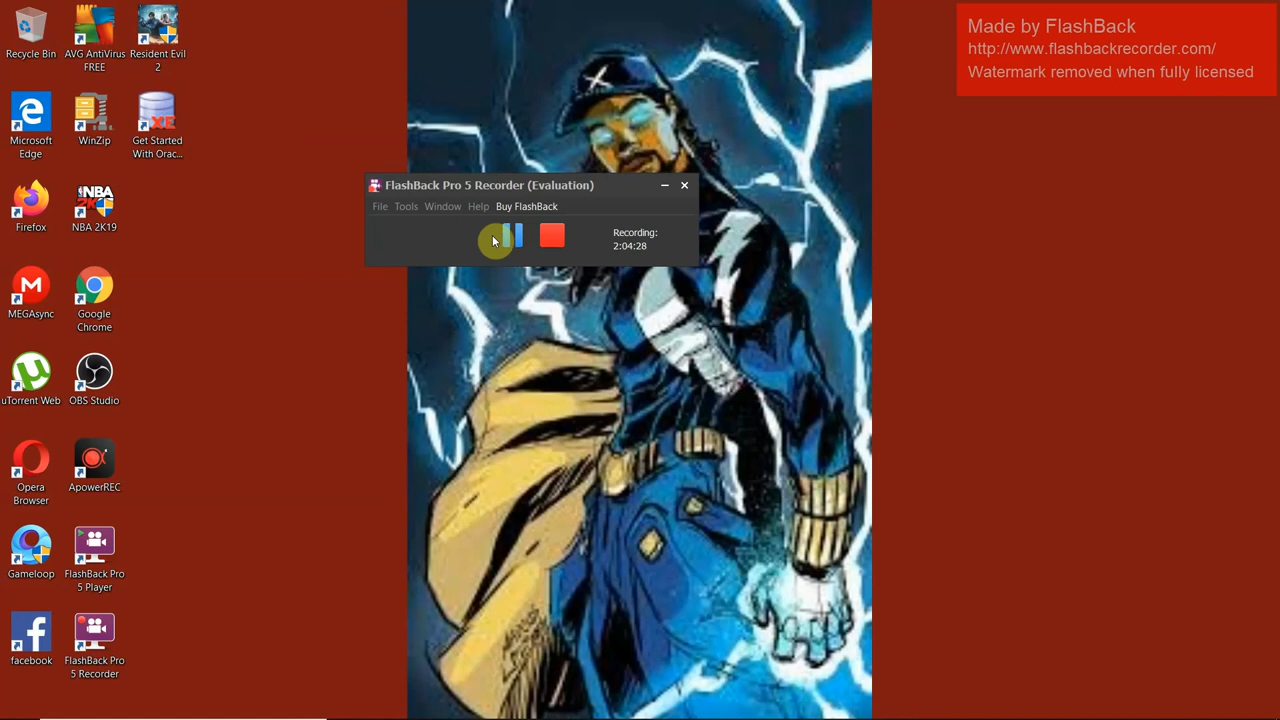 Recycle Bin
AVG AntiVirus
FREE
Resident Evil
2
Microsoft
Edge
WinZip
Get Started
With Orac...
Firefox
NBA 2K19
MEGAsync
Google
Chrome
uTorrent Web
OBS Studio
Opera
Browser
ApowerREC
Gameloop
FlashBack Pro
5 Player
facebook
FlashBack Pro
5 Recorder
FlashBack Pro 5 Recorder (Evaluation)
File Tools Window Help Buy FlashBack
Recording:
2:04:28
Made by FlashBack
http://www.flashbackrecorder.com/
Watermark removed when fully licensed